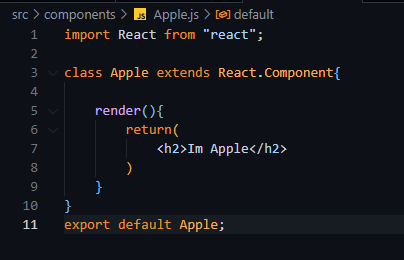 src > components > JS Apple.js > default
1 import React from "react";
2
3 class Apple extends React.Component{
4
5     render(){
6         return(
7             <h2>Im Apple</h2>
8         )
9     }
10 }
11 export default Apple;